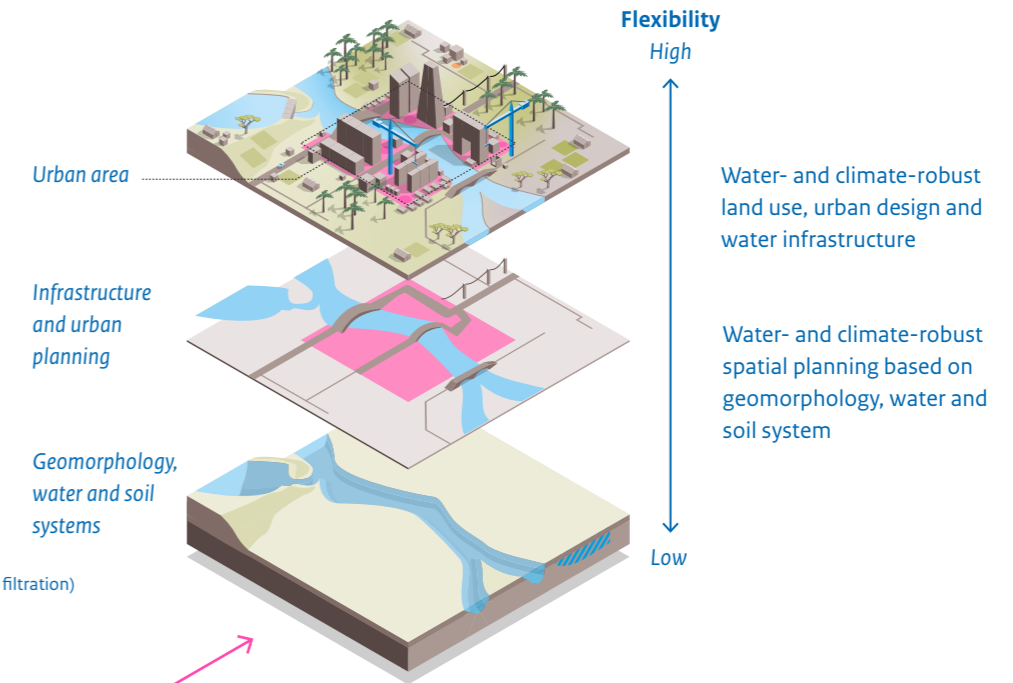 Flexibility
High
Urban area
Water- and climate-robust
land use, urban design and
water infrastructure
Infrastructure
and urban
planning
Water- and climate-robust
spatial planning based on
geomorphology, water and
soil system
Geomorphology,
water and soil
systems
Low
filtration)